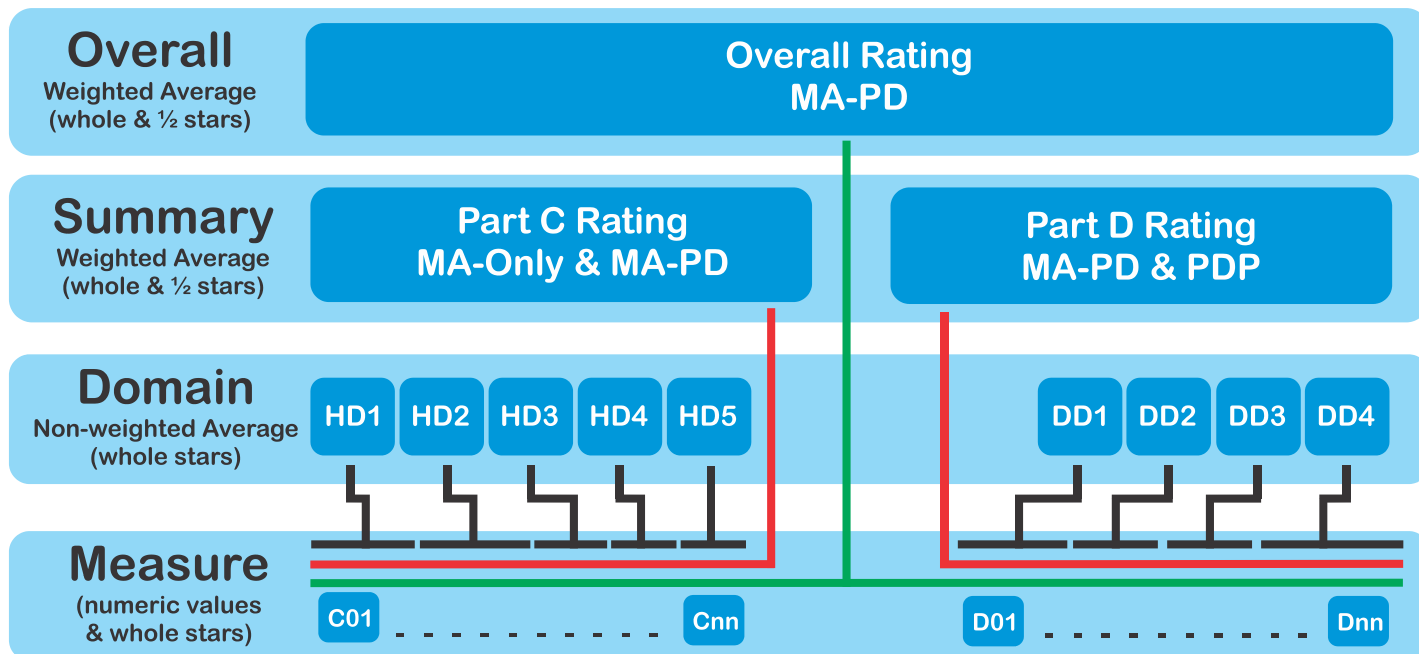 Overall
Weighted Average
(whole & ½ stars)
Overall Rating
MA-PD
Summary
Weighted Average
(whole & ½ stars)
Part C Rating
MA-Only & MA-PD
Part D Rating
MA-PD & PDP
Domain
Non-weighted Average
(whole stars)
HD1
HD2
HD3
HD4
HD5
DD1
DD2
DD3
DD4
Measure
(numeric values
& whole stars)
C01
Cnn
D01
Dnn